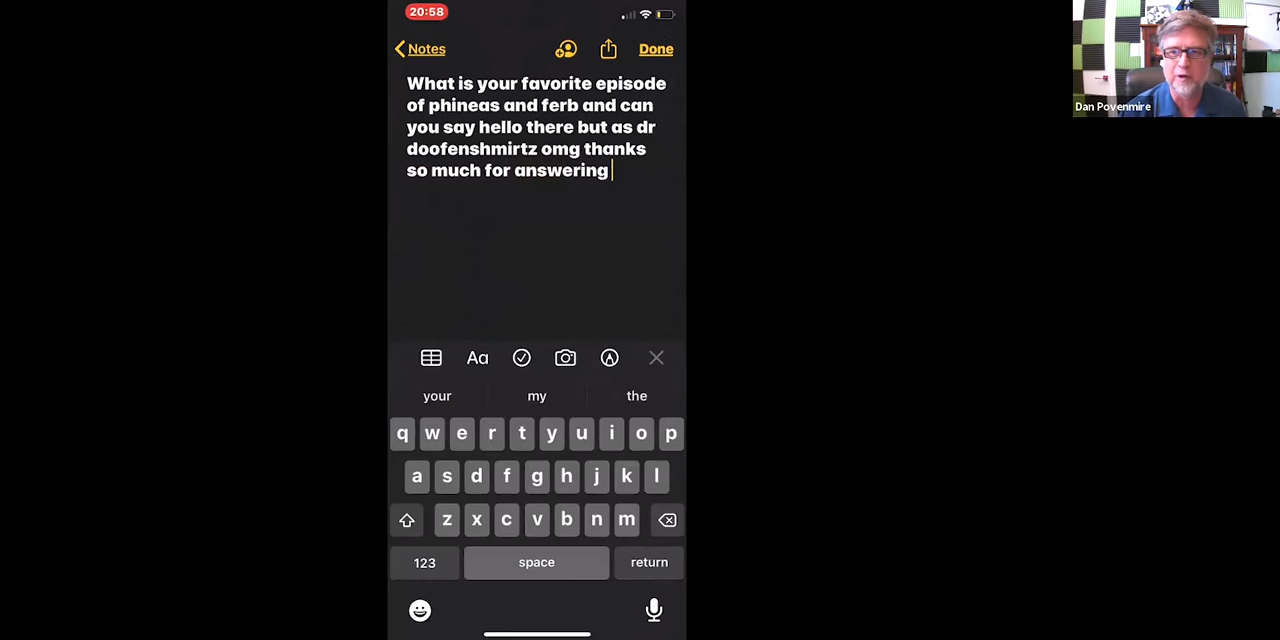 20:58
Notes
Done
What is your favorite episode
of phineas and ferb and can
you say hello there but as dr
doofenshmirtz omg thanks
so much for answering
Dan Povenmire
Aa
your my the
q w e r t y u i o p
a s d f g h j k l
z x c v b n m
123 space return